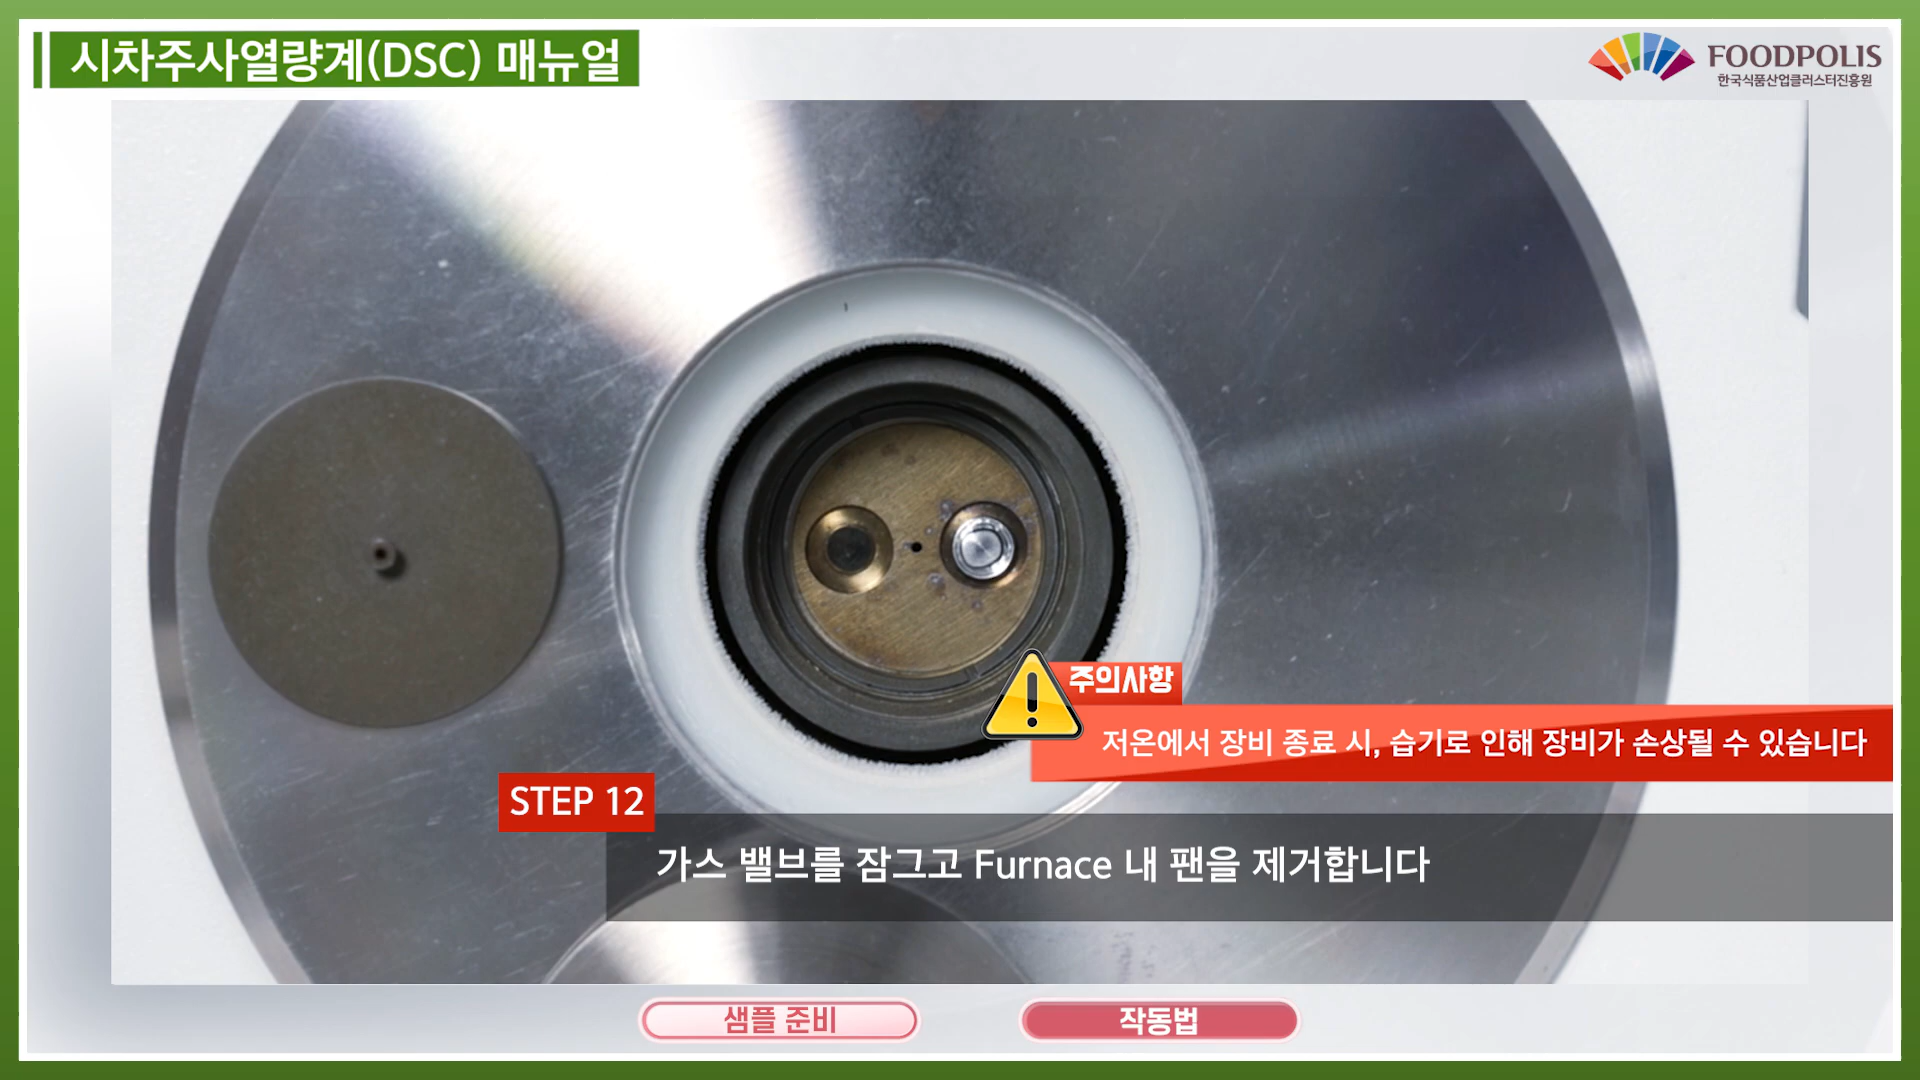 시차주사열량계(DSC) 매뉴얼
FOODPOLIS
한국식품산업클러스터진흥원
주의사항
저온에서 장비 종료 시, 습기로 인해 장비가 손상될 수 있습니다
STEP 12
가스 밸브를 잠그고 Furnace 내 팬을 제거합니다
샘플 준비
작동법